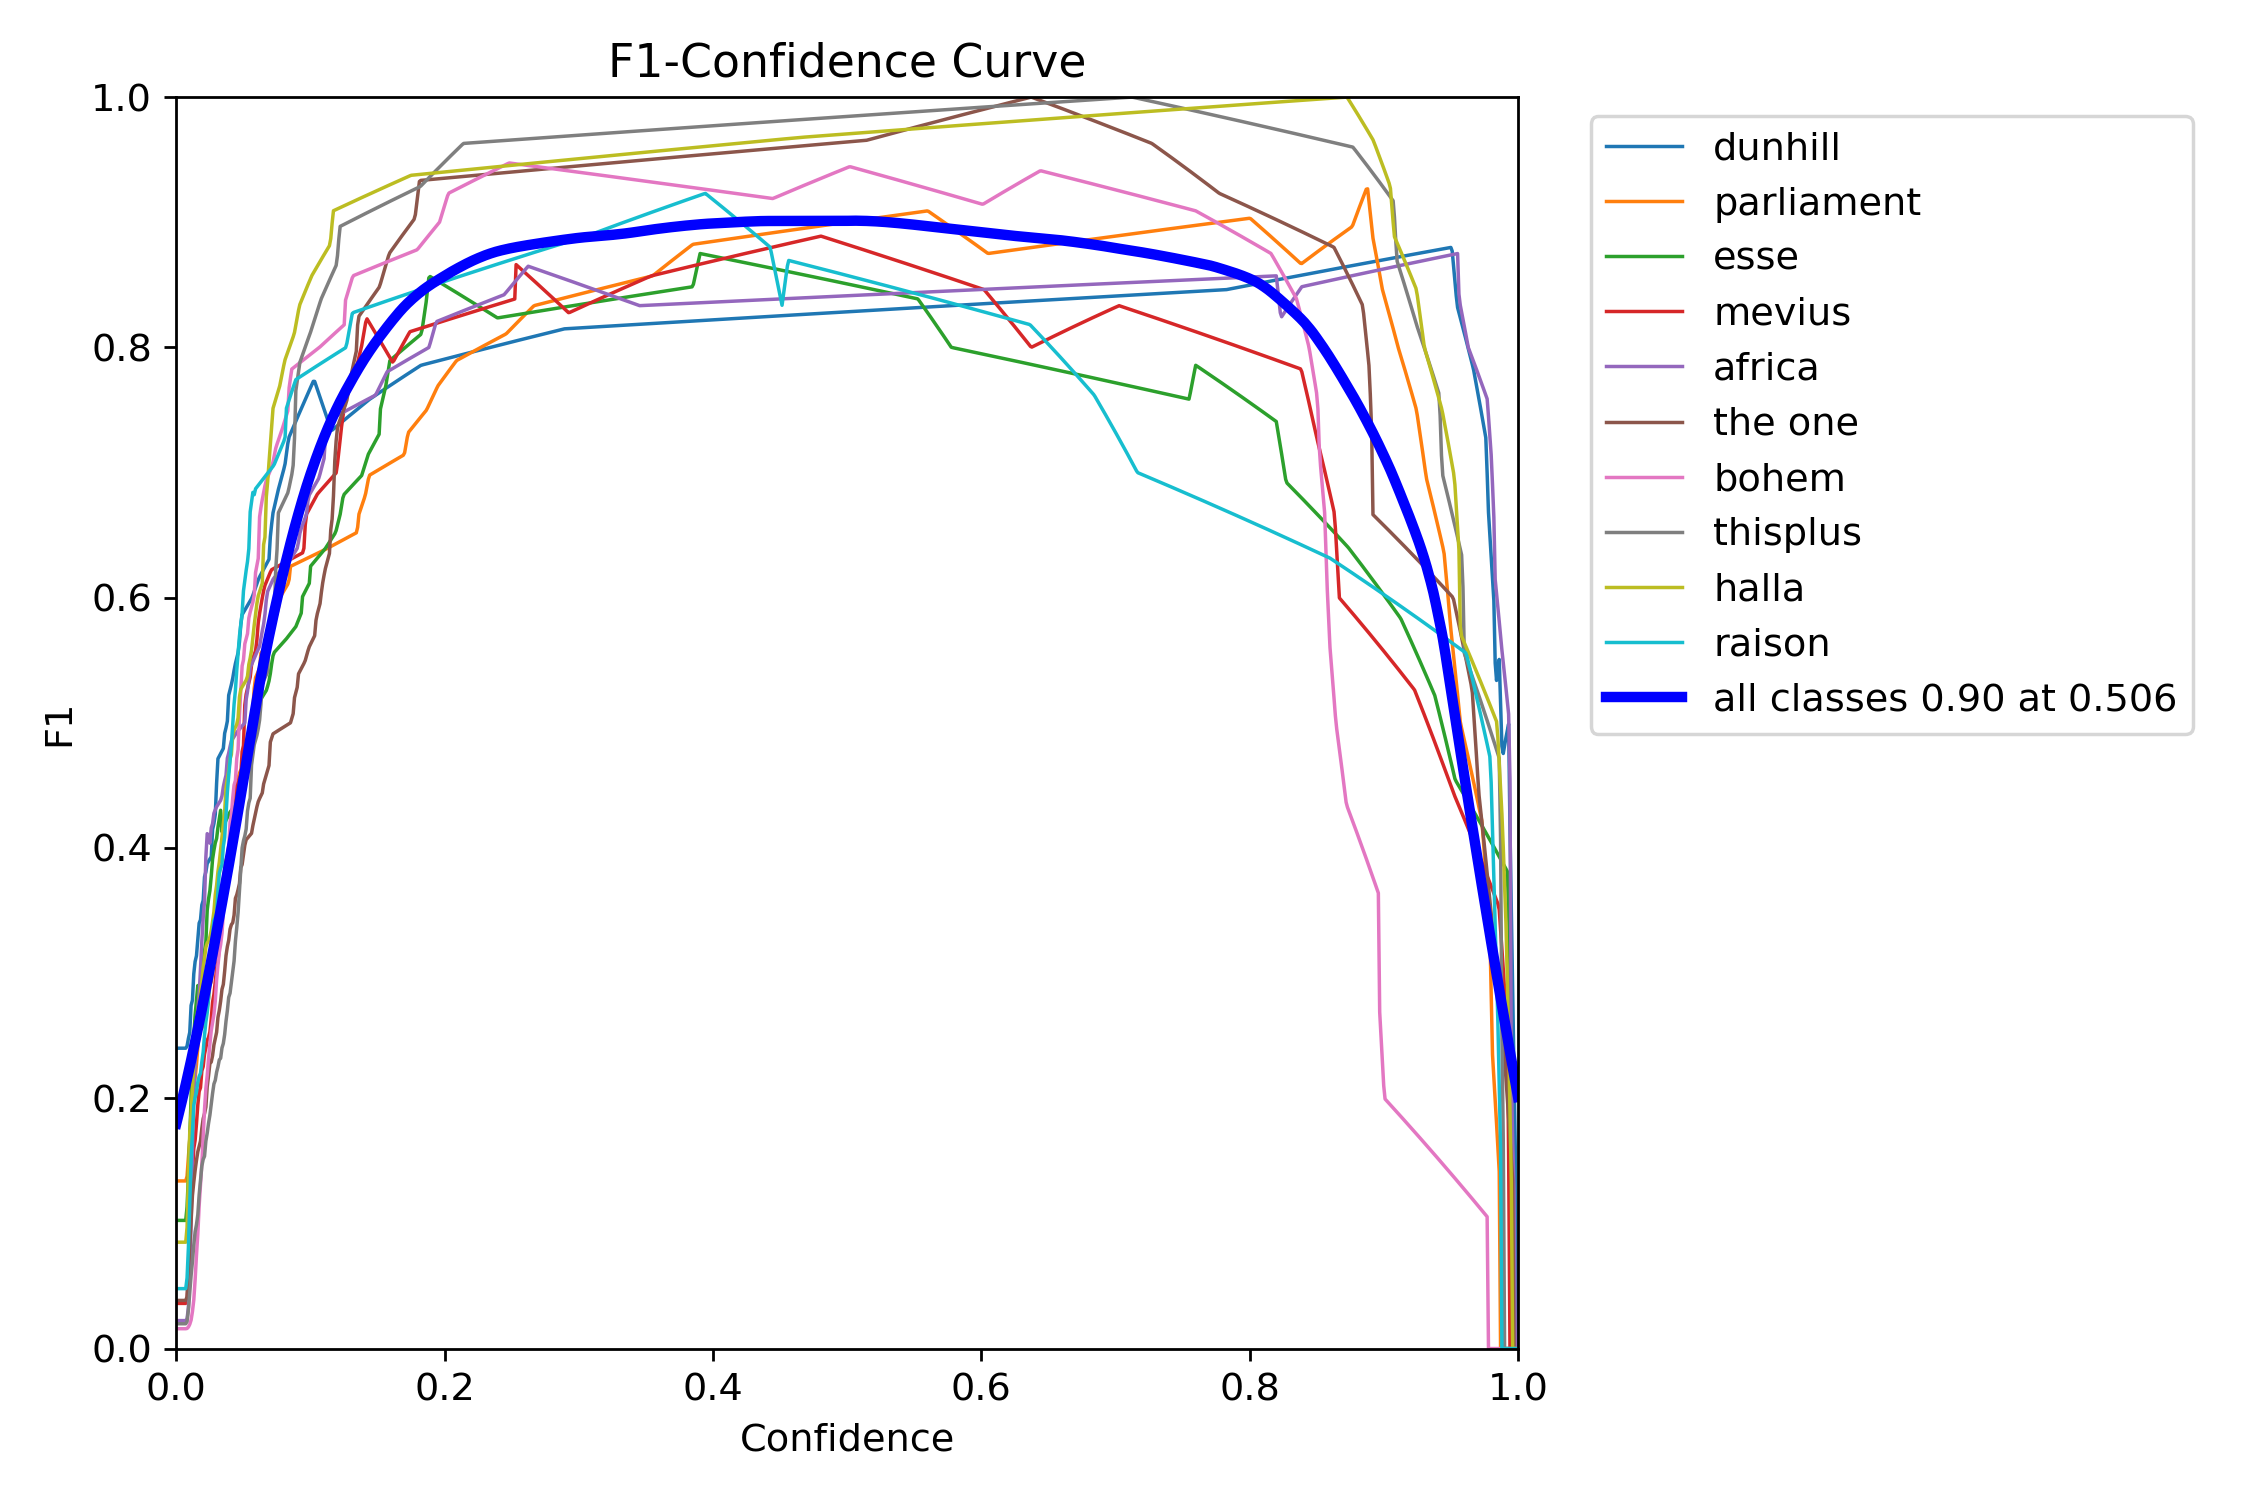 F1-Confidence Curve
1.0
0.8
0.6
0.4
0.2
0.0
F1
0.0 0.2 0.4 0.6 0.8 1.0
Confidence
dunhill
parliament
esse
mevius
africa
the one
bohem
thisplus
halla
raison
all classes 0.90 at 0.506